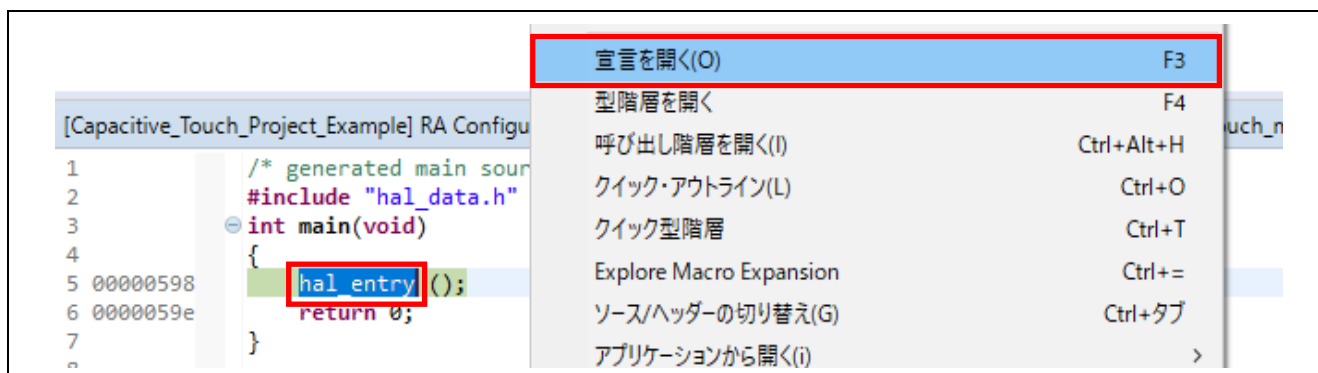 [Capacitive_Touch_Project_Example] RA Configu
uch_n
1 /* generated main sour
2 #include "hal_data.h"
3 int main(void)
4 {
5 00000598 hal_entry ();
6 0000059e return 0;
7 }
8
宣言を開く(O) F3
型階層を開く F4
呼び出し階層を開く(I) Ctrl+Alt+H
クイック・アウトライン(L) Ctrl+O
クイック型階層 Ctrl+T
Explore Macro Expansion Ctrl+=
ソース/ヘッダーの切り替え(G) Ctrl+タブ
アプリケーションから開く(i) >